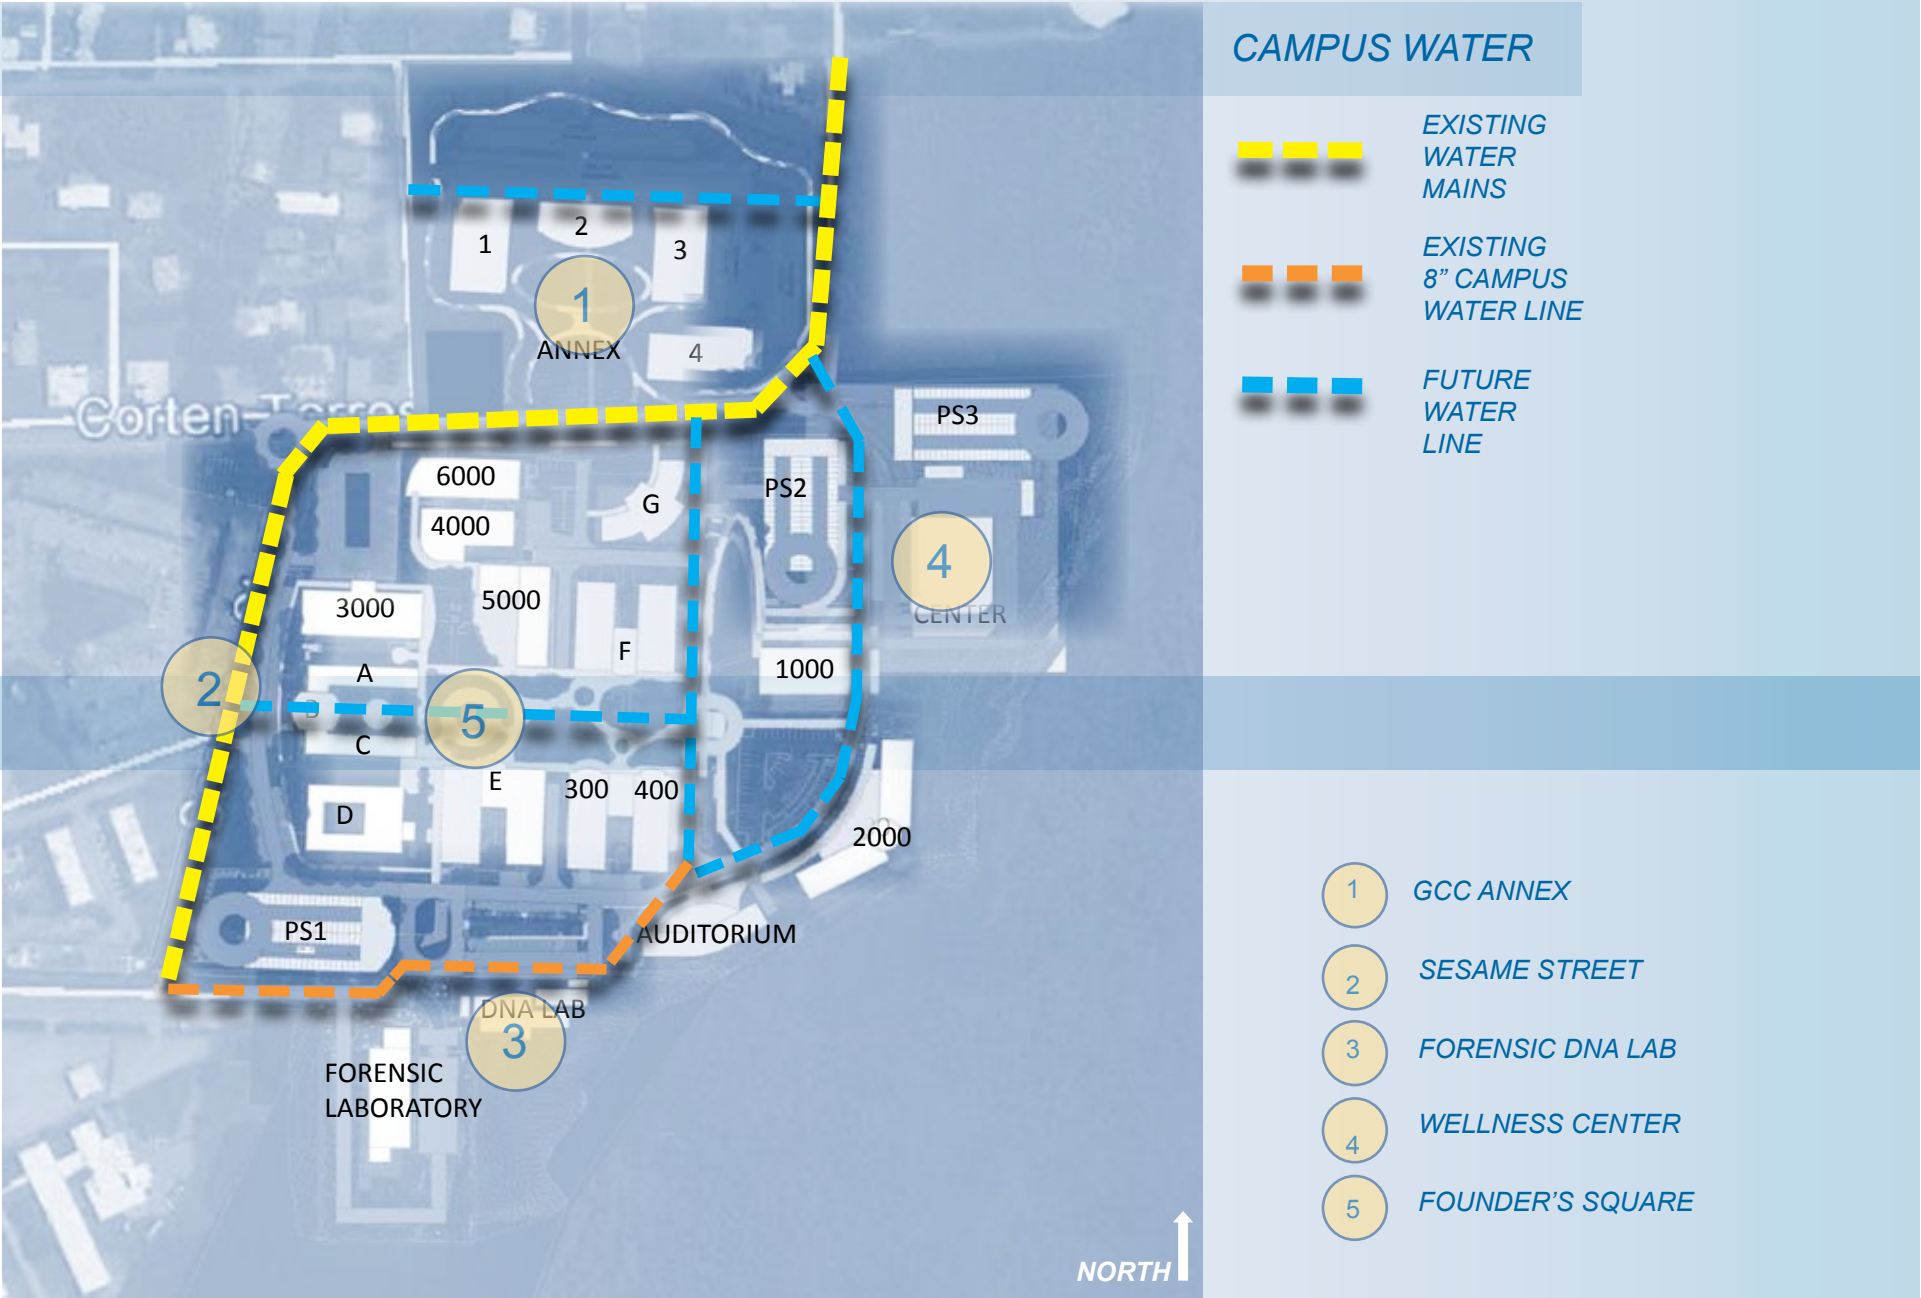 CAMPUS WATER
EXISTING
WATER
MAINS
EXISTING
8” CAMPUS
WATER LINE
FUTURE
WATER
LINE
1
2
3
1
ANNEX
4
Corten-Torres
PS3
6000
G
PS2
4000
4
3000
5000
CENTER
F
1000
A
2
B
5
C
E
300
400
D
2000
PS1
AUDITORIUM
DNA LAB
3
FORENSIC
LABORATORY
1
GCC ANNEX
2
SESAME STREET
3
FORENSIC DNA LAB
4
WELLNESS CENTER
5
FOUNDER’S SQUARE
NORTH